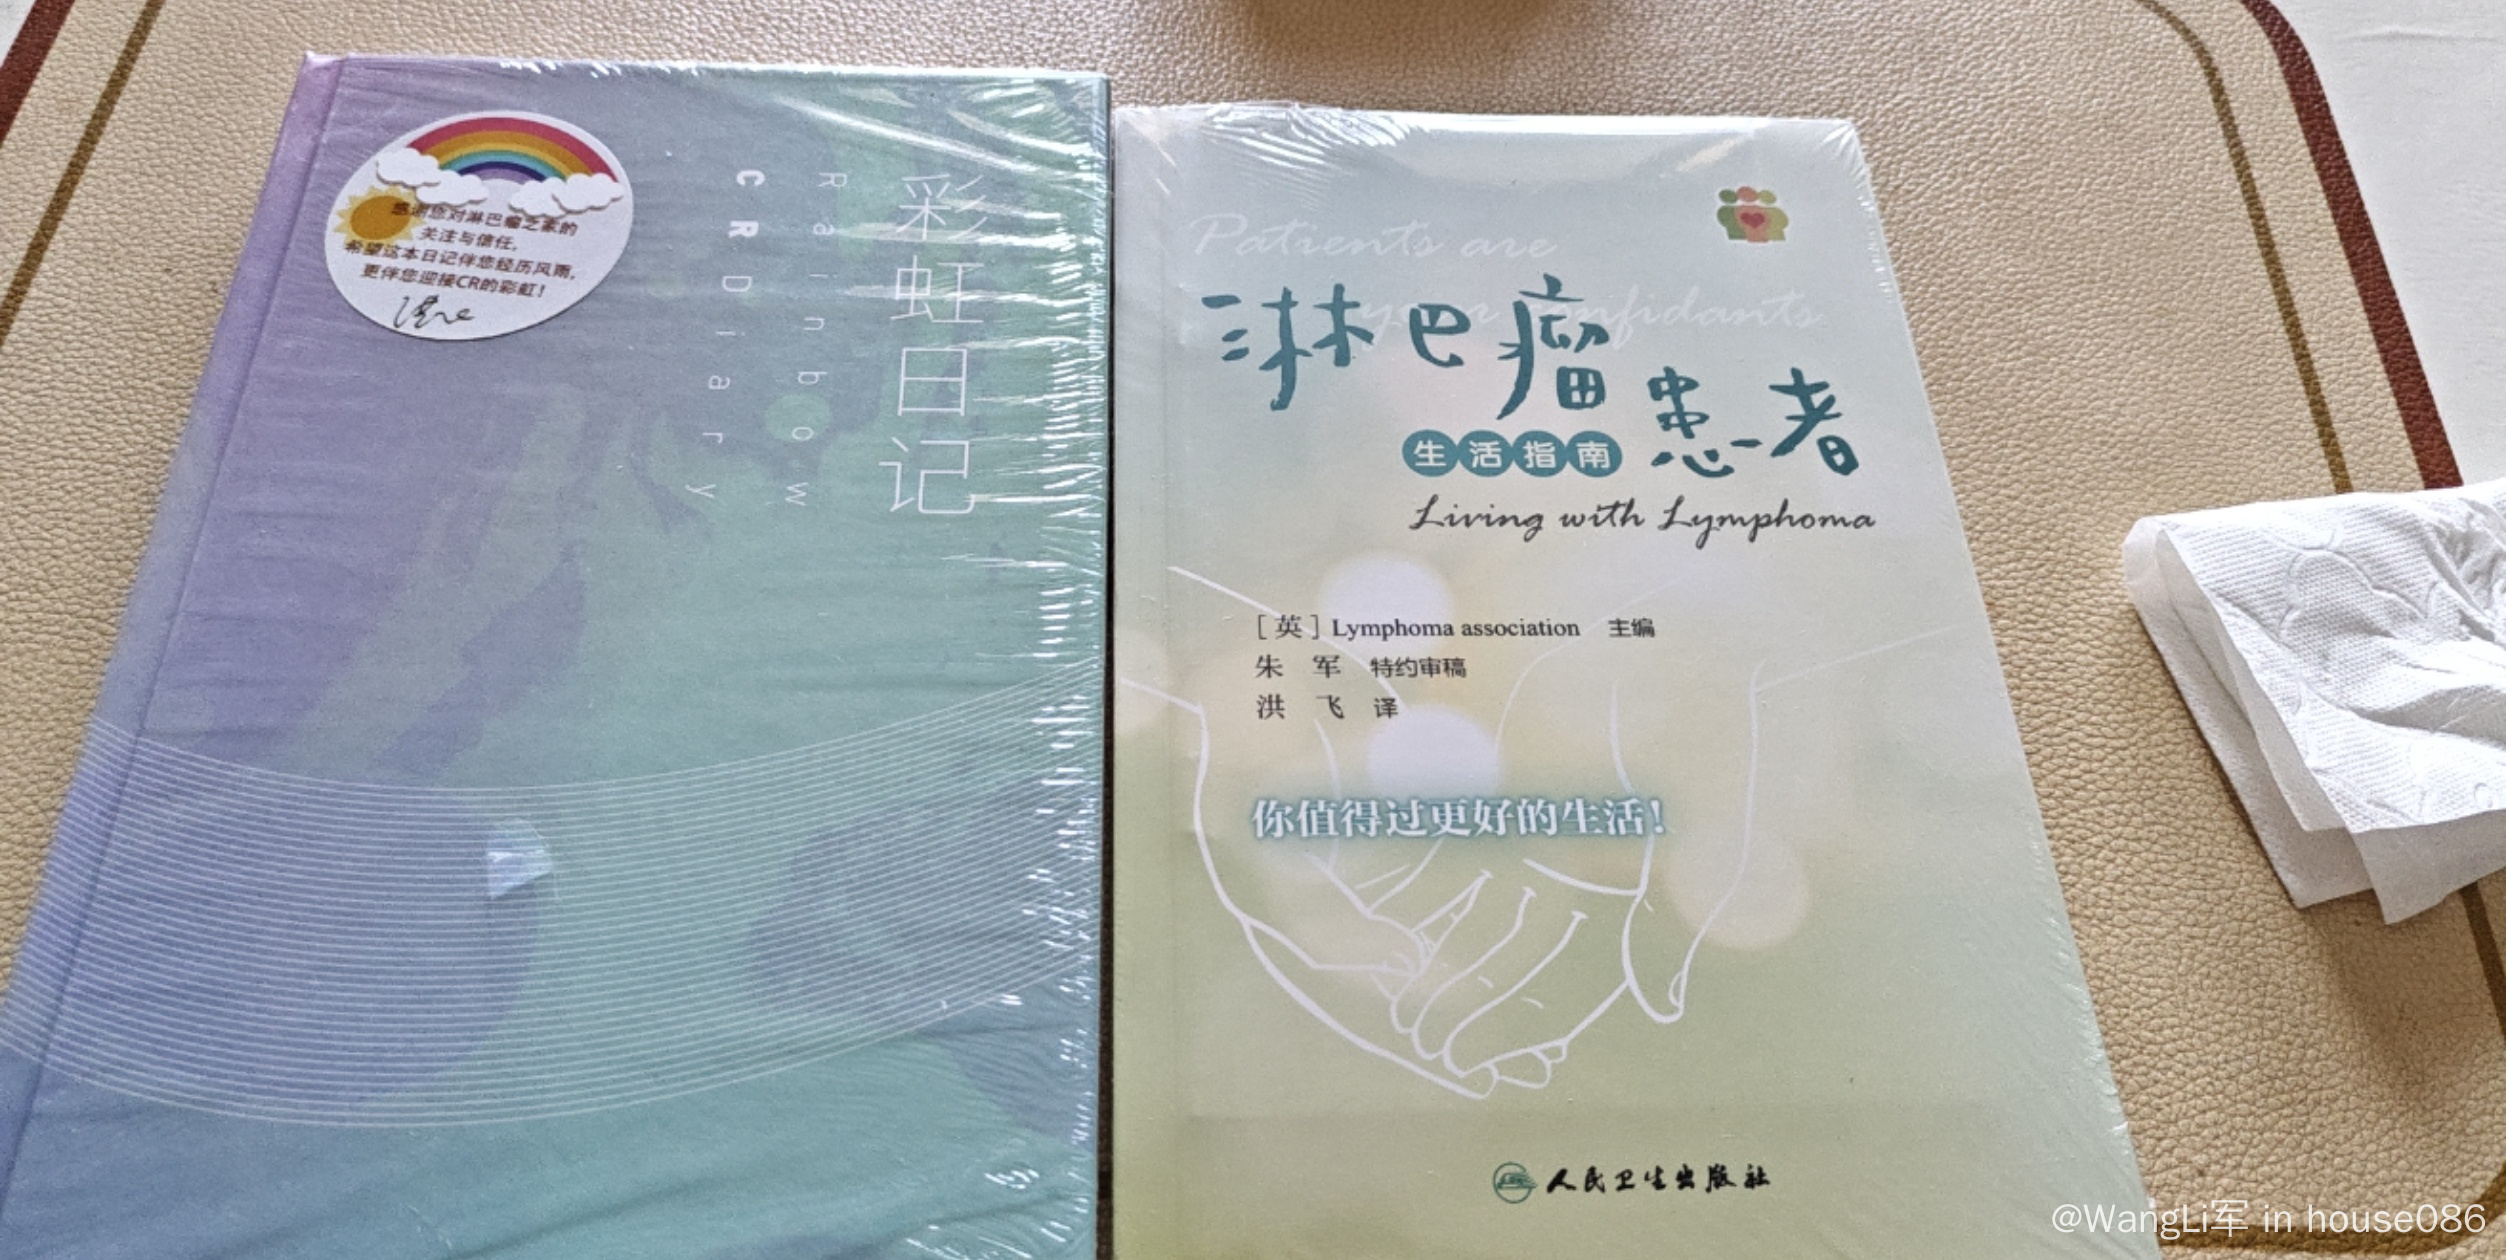 感谢您对淋巴瘤之家的
关注与信任,
希望这本日记伴您经历风雨,
更伴您迎接CR的彩虹!
彩虹日记
Rainbow
CR Diary
Patients are
your confidants
淋巴瘤
患者
生活指南
Living with Lymphoma
[英] Lymphoma association 主编
朱 军 特约审稿
洪 飞 译
你值得过更好的生活!
人民卫生出版社
@WangLi军 in house086